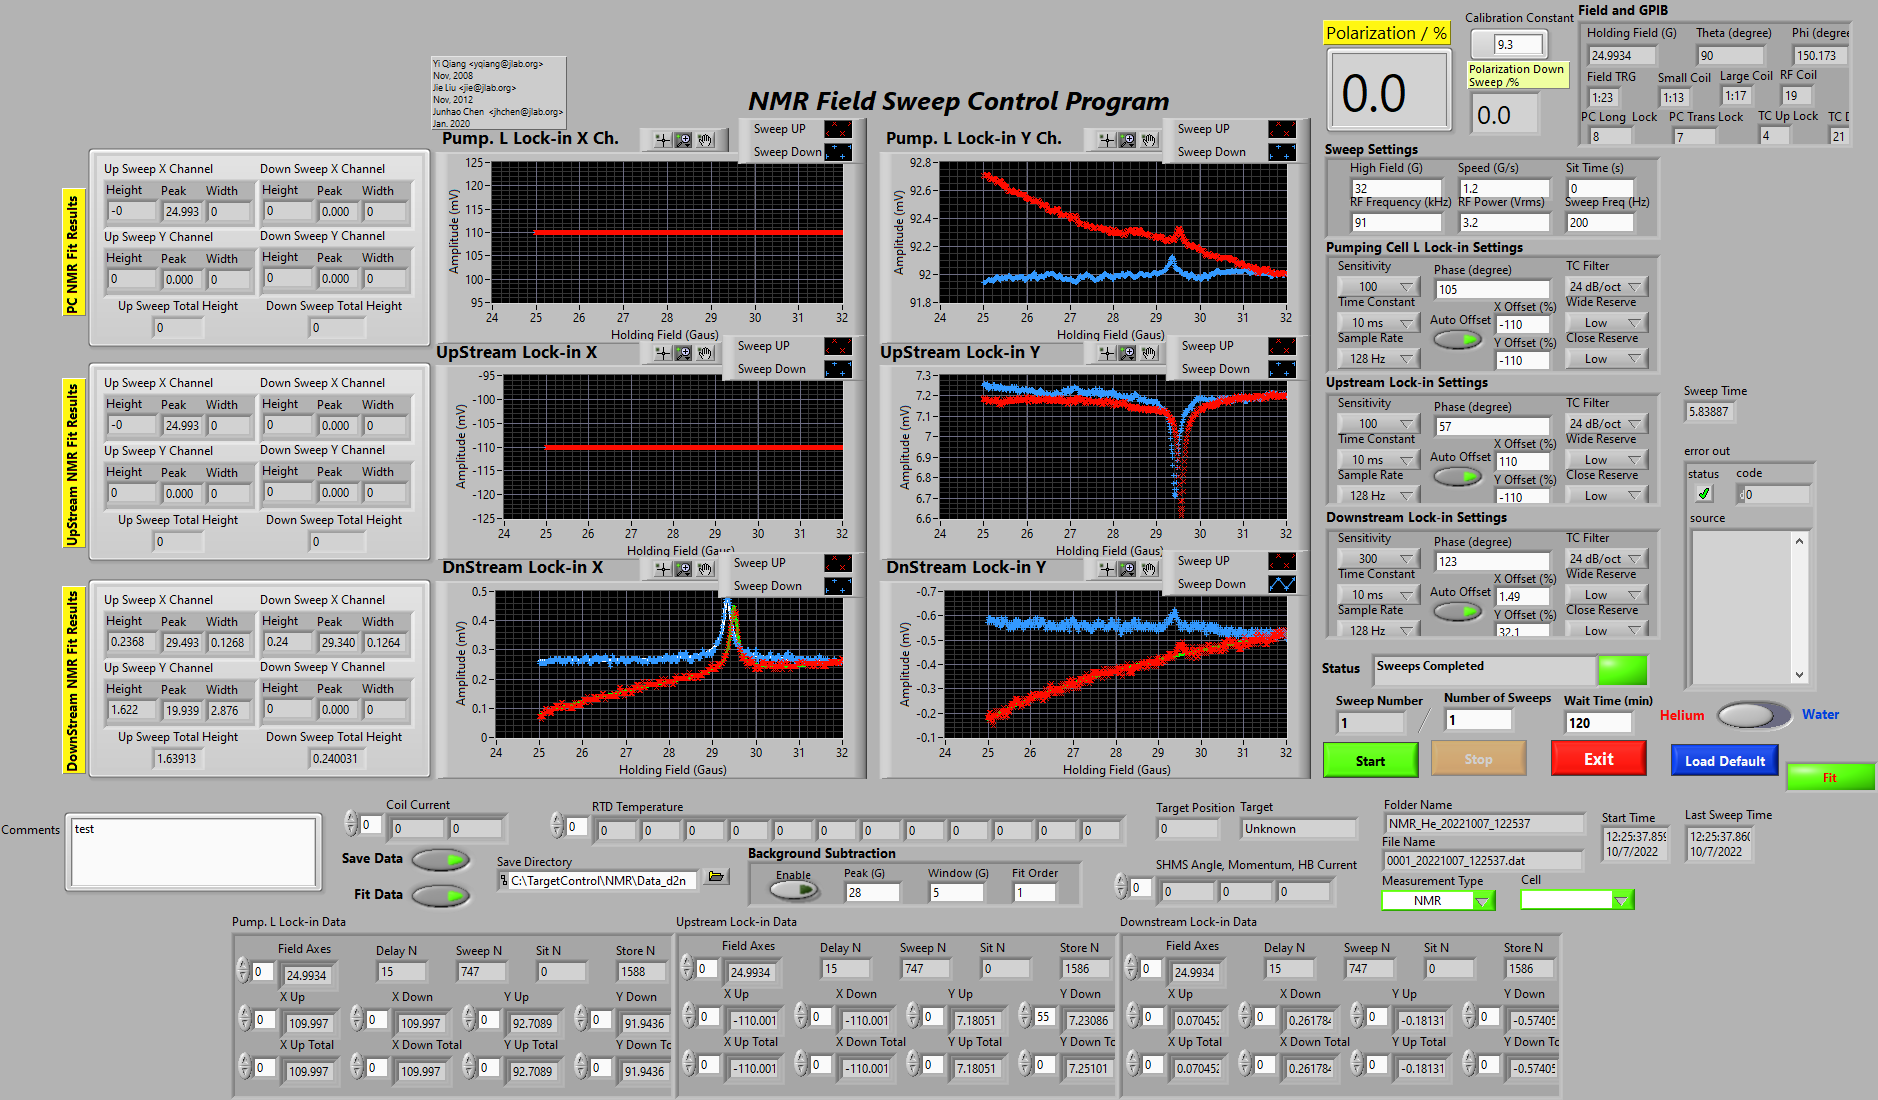 Yi Qiang <yqiang@jlab.org>
Nov, 2008
Jie Liu <jie@jlab.org>
Nov, 2012
Junhao Chen <jhchen@jlab.org>
Jan. 2020
NMR Field Sweep Control Program
Polarization / %
0.0
Calibration Constant
9.3
Polarization Down
Sweep /%
0.0
Field and GPIB
Holding Field (G) Theta (degree) Phi (degree
24.9934 90 150.173
Field TRG Small Coil Large Coil RF Coil
1:23 1:13 1:17 19
PC Long Lock PC Trans Lock TC Up Lock TC D
8 7 4 21
PC NMR Fit Results
Up Sweep X Channel Down Sweep X Channel
Height Peak Width Height Peak Width
-0 24.993 0 0 0.000 0
Up Sweep Y Channel Down Sweep Y Channel
Height Peak Width Height Peak Width
0 0.000 0 0 0.000 0
Up Sweep Total Height Down Sweep Total Height
0 0
Pump. L Lock-in X Ch.
Sweep UP
Sweep Down
Amplitude (mV)
125
120
115
110
105
100
95
24 25 26 27 28 29 30 31 32
Holding Field (Gaus)
Pump. L Lock-in Y Ch.
Sweep UP
Sweep Down
Amplitude (mV)
92.8
92.6
92.4
92.2
92
91.8
24 25 26 27 28 29 30 31 32
Holding Field (Gaus)
Sweep Settings
High Field (G) Speed (G/s) Sit Time (s)
32 1.2 0
RF Frequency (kHz) RF Power (Vrms) Sweep Freq (Hz)
91 3.2 200
Pumping Cell L Lock-in Settings
Sensitivity Phase (degree) TC Filter
100 105 24 dB/oct
Time Constant X Offset (%) Wide Reserve
10 ms Auto Offset -110 Low
Sample Rate Y Offset (%) Close Reserve
128 Hz -110 Low
UpStream NMR Fit Results
Up Sweep X Channel Down Sweep X Channel
Height Peak Width Height Peak Width
-0 24.993 0 0 0.000 0
Up Sweep Y Channel Down Sweep Y Channel
Height Peak Width Height Peak Width
0 0.000 0 0 0.000 0
Up Sweep Total Height Down Sweep Total Height
0 0
UpStream Lock-in X
Sweep UP
Sweep Down
Amplitude (mV)
-95
-100
-105
-110
-115
-120
-125
24 25 26 27 28 29 30 31 32
Holding Field (Gaus)
UpStream Lock-in Y
Sweep UP
Sweep Down
Amplitude (mV)
7.3
7.2
7.1
7
6.9
6.8
6.7
6.6
24 25 26 27 28 29 30 31 32
Holding Field (Gaus)
Upstream Lock-in Settings
Sensitivity Phase (degree) TC Filter
100 57 24 dB/oct
Time Constant X Offset (%) Wide Reserve
10 ms Auto Offset 110 Low
Sample Rate Y Offset (%) Close Reserve
128 Hz -110 Low
Sweep Time
5.83887
error out
status code
0
source
DownStream NMR Fit Results
Up Sweep X Channel Down Sweep X Channel
Height Peak Width Height Peak Width
0.2368 29.493 0.1268 0.24 29.340 0.1264
Up Sweep Y Channel Down Sweep Y Channel
Height Peak Width Height Peak Width
1.622 19.939 2.876 0 0.000 0
Up Sweep Total Height Down Sweep Total Height
1.63913 0.240031
DnStream Lock-in X
Sweep UP
Sweep Down
Amplitude (mV)
0.5
0.4
0.3
0.2
0.1
0
24 25 26 27 28 29 30 31 32
Holding Field (Gaus)
DnStream Lock-in Y
Sweep UP
Sweep Down
Amplitude (mV)
-0.7
-0.6
-0.5
-0.4
-0.3
-0.2
-0.1
24 25 26 27 28 29 30 31 32
Holding Field (Gaus)
Downstream Lock-in Settings
Sensitivity Phase (degree) TC Filter
300 123 24 dB/oct
Time Constant X Offset (%) Wide Reserve
10 ms Auto Offset 1.49 Low
Sample Rate Y Offset (%) Close Reserve
128 Hz 32.1 Low
Status Sweeps Completed
Sweep Number Number of Sweeps Wait Time (min)
1 / 1 120
Helium Water
Start Stop Exit Load Default Fit
Comments test
Coil Current
0 0 0
Save Data
Fit Data
RTD Temperature
0 0 0 0 0 0 0 0 0 0 0 0 0
Save Directory
C:\TargetControl\NMR\Data_d2n
Background Subtraction
Enable Peak (G) Window (G) Fit Order
28 5 1
Target Position Target
0 Unknown
SHMS Angle, Momentum, HB Current
0 0 0 0
Folder Name
NMR_He_20221007_122537
File Name
0001_20221007_122537.dat
Measurement Type Cell
NMR
Start Time
12:25:37.859
10/7/2022
Last Sweep Time
12:25:37.860
10/7/2022
Pump. L Lock-in Data
Field Axes Delay N Sweep N Sit N Store N
0 24.9934 15 747 0 1588
X Up X Down Y Up Y Down
0 109.997 0 109.997 0 92.7089 0 91.9436
X Up Total X Down Total Y Up Total Y Down To
0 109.997 0 109.997 0 92.7089 0 91.9436
Upstream Lock-in Data
Field Axes Delay N Sweep N Sit N Store N
0 24.9934 15 747 0 1586
X Up X Down Y Up Y Down
0 -110.001 0 -110.001 0 7.18051 55 7.23086
X Up Total X Down Total Y Up Total Y Down Tc
0 -110.001 0 -110.001 0 7.18051 0 7.25101
Downstream Lock-in Data
Field Axes Delay N Sweep N Sit N Store N
0 24.9934 15 747 0 1586
X Up X Down Y Up Y Down
0 0.070452 0 0.261784 0 -0.18131 0 -0.57405
X Up Total X Down Total Y Up Total Y Down Tc
0 0.070452 0 0.261784 0 -0.18131 0 -0.57405